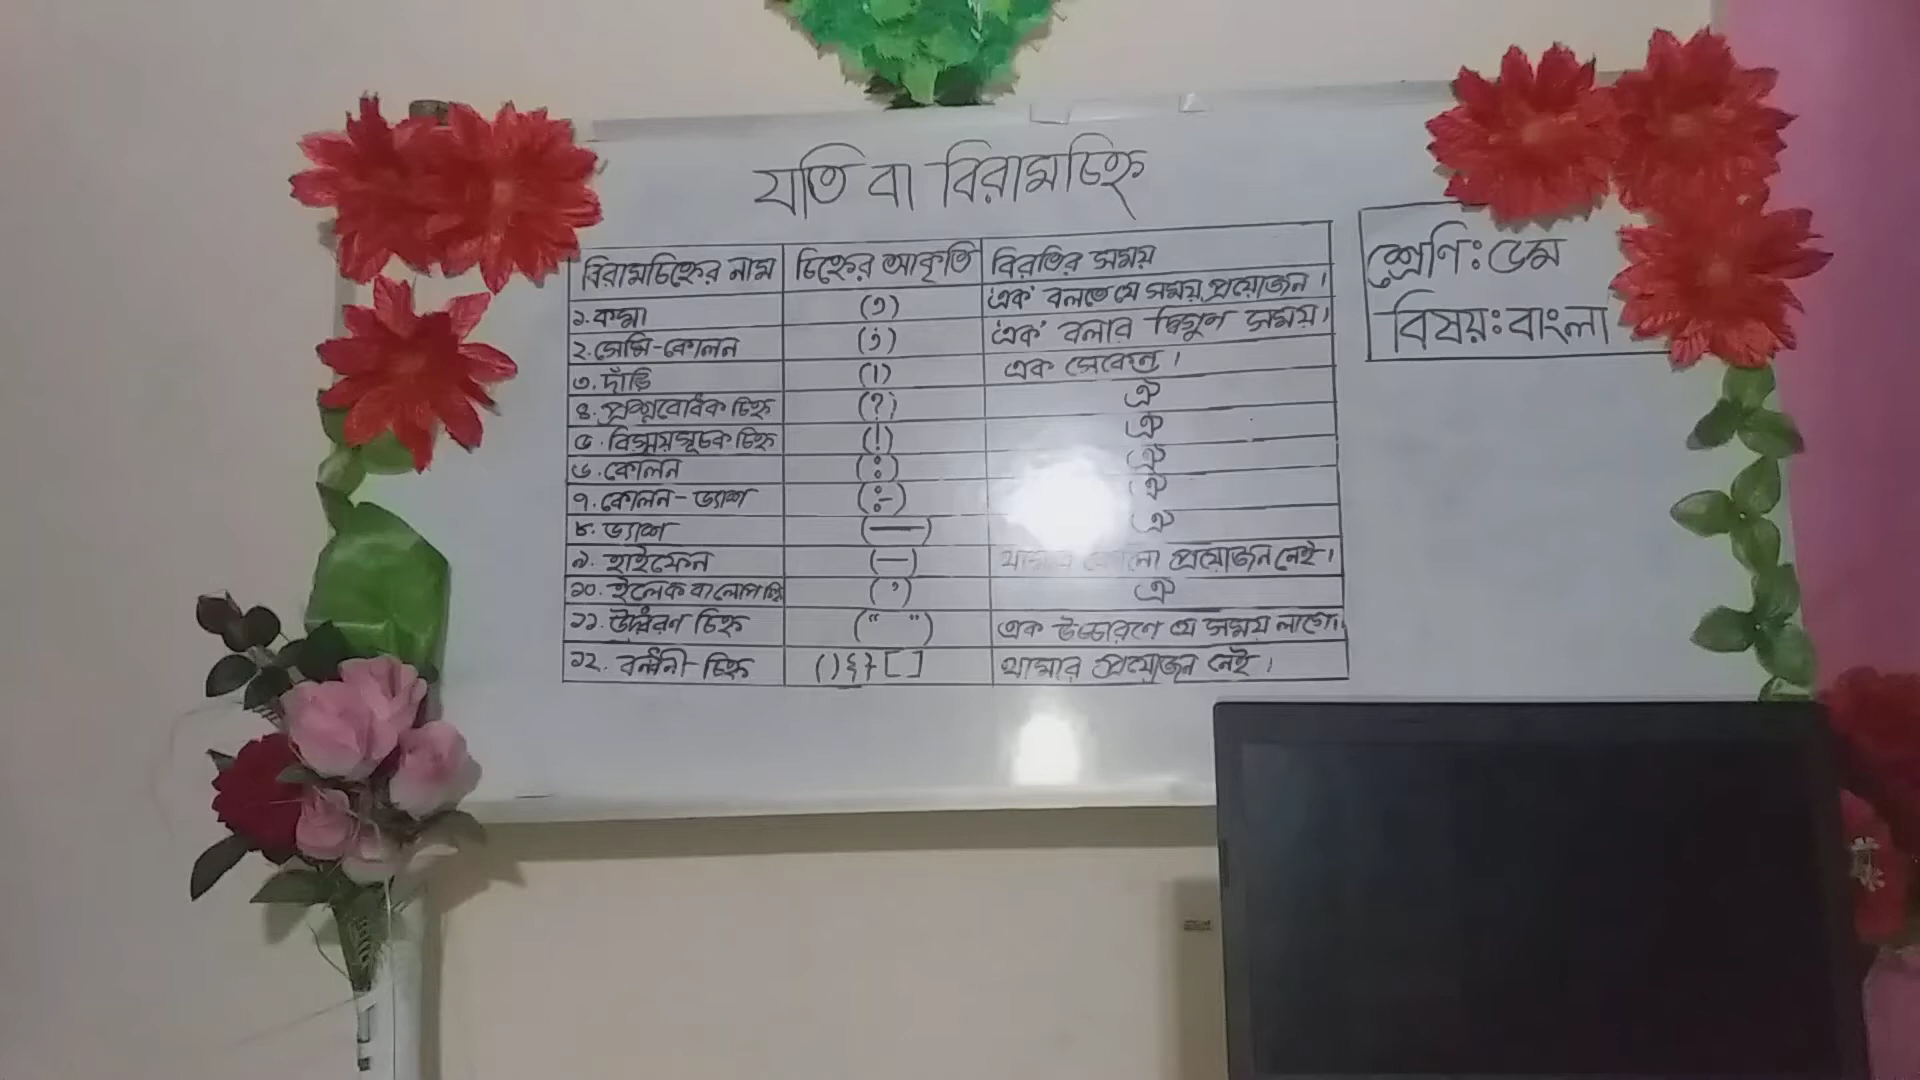 যতি বা বিরামচিহ্ন
শ্রেণিঃ ৬ষ্ঠ
বিষয়ঃ বাংলা
বিরামচিহ্নের নাম চিহ্নের আকৃতি বিরতির সময়
১. কমা (,) 'এক' বলতে যে সময় প্রয়োজন।
২. সেমি-কোলন (;) 'এক' বলার দ্বিগুণ সময়।
৩. দাঁড়ি (।) এক সেকেন্ড।
৪. প্রশ্নবোধক চিহ্ন (?) ঐ
৫. বিস্ময়সূচক চিহ্ন (!) ঐ
৬. কোলন (:) ঐ
৭. কোলন-ড্যাশ (:-) ঐ
৮. ড্যাশ (—) ঐ
৯. হাইফেন (-) থামার কোনো প্রয়োজন নেই।
১০. ইলেক বা লোপ চিহ্ন (') ঐ
১১. উদ্ধরণ চিহ্ন (“ ”) এক উচ্চারণে যে সময় লাগে।
১২. বন্ধনী চিহ্ন () {} [] থামার প্রয়োজন নেই।